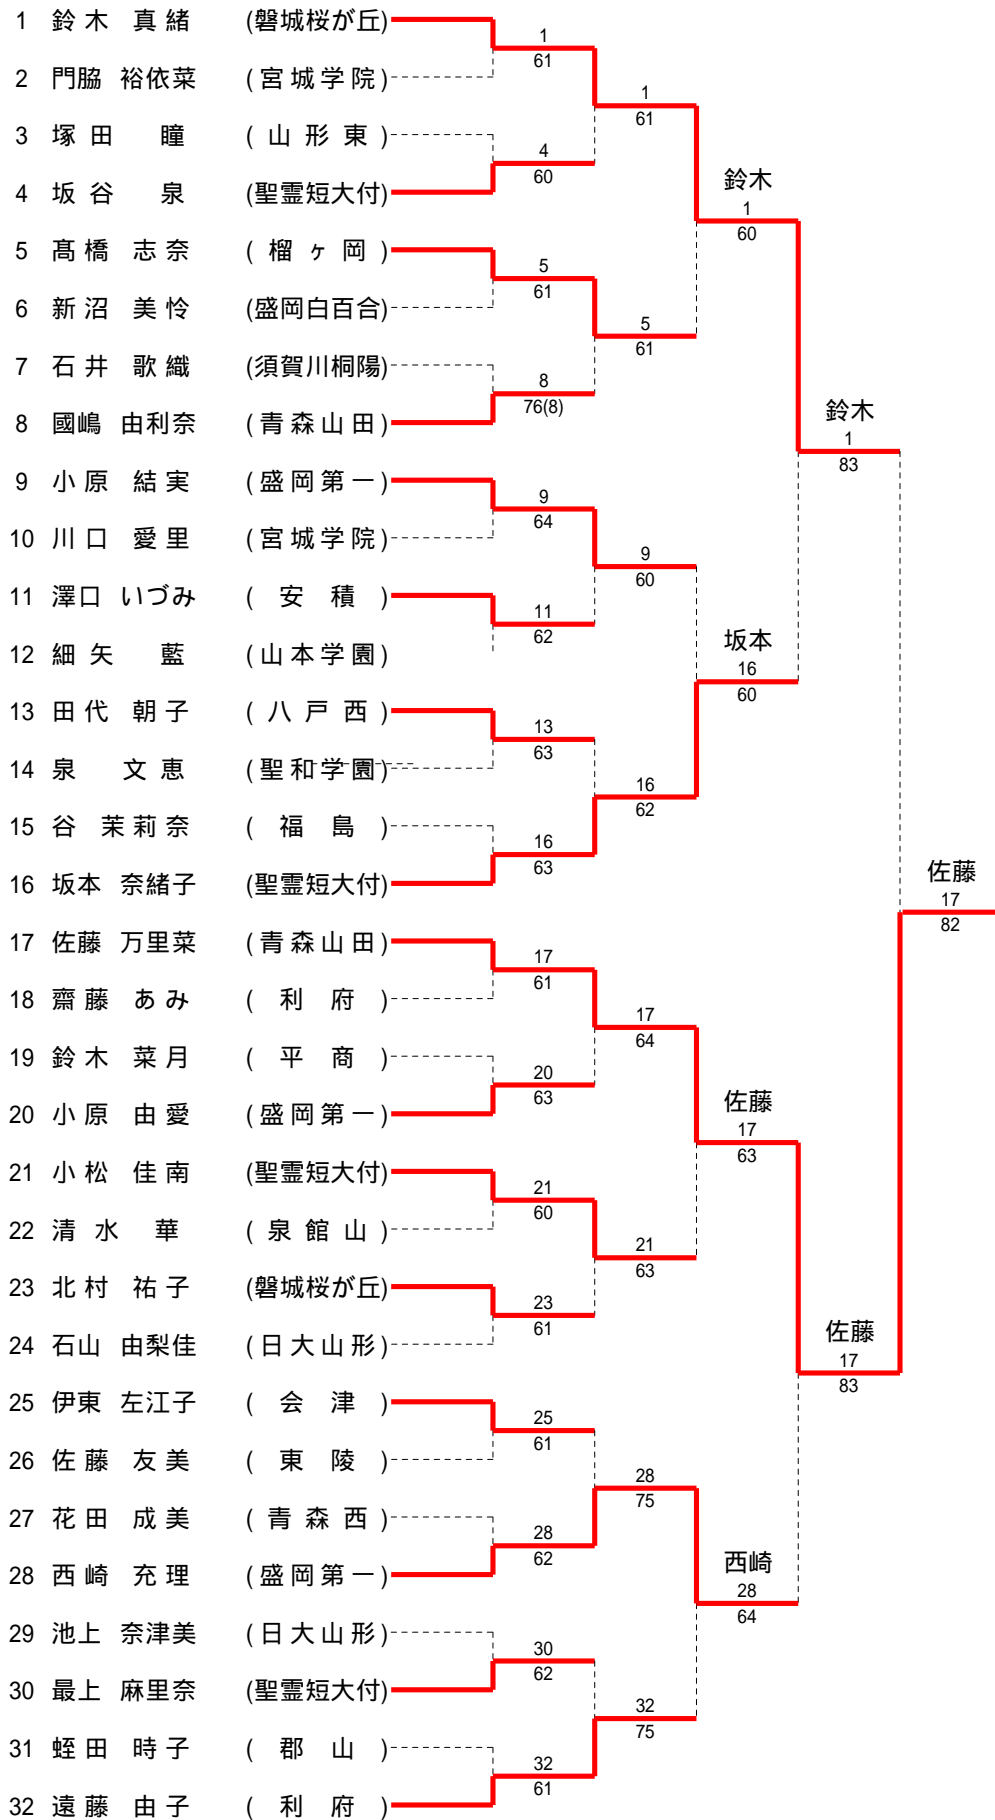 1 鈴木 真緒 (磐城桜が丘)
1
61
2 門脇 裕依菜 (宮城学院)
1
61
3 塚田 瞳 (山形東)
4
60
4 坂谷 泉 (聖霊短大付)
鈴木
1
60
5 髙橋 志奈 (榴ヶ岡)
5
61
6 新沼 美怜 (盛岡白百合)
5
61
7 石井 歌織 (須賀川桐陽)
8
76(8)
8 國嶋 由利奈 (青森山田)
鈴木
1
83
9 小原 結実 (盛岡第一)
9
64
10 川口 愛里 (宮城学院)
9
60
11 澤口 いづみ (安積)
11
62
12 細矢 藍 (山本学園)
坂本
16
60
13 田代 朝子 (八戸西)
13
63
14 泉 文恵 (聖和学園)
16
62
15 谷 茉莉奈 (福島)
16
63
16 坂本 奈緒子 (聖霊短大付)
佐藤
17
82
17 佐藤 万里菜 (青森山田)
17
61
18 齋藤 あみ (利府)
17
64
19 鈴木 菜月 (平商)
20
63
20 小原 由愛 (盛岡第一)
佐藤
17
63
21 小松 佳南 (聖霊短大付)
21
60
22 清水 華 (泉館山)
21
63
23 北村 祐子 (磐城桜が丘)
23
61
24 石山 由梨佳 (日大山形)
佐藤
17
83
25 伊東 左江子 (会津)
25
61
26 佐藤 友美 (東陵)
28
75
27 花田 成美 (青森西)
28
62
28 西崎 充理 (盛岡第一)
西崎
28
64
29 池上 奈津美 (日大山形)
30
62
30 最上 麻里奈 (聖霊短大付)
32
75
31 蛭田 時子 (郡山)
32
61
32 遠藤 由子 (利府)